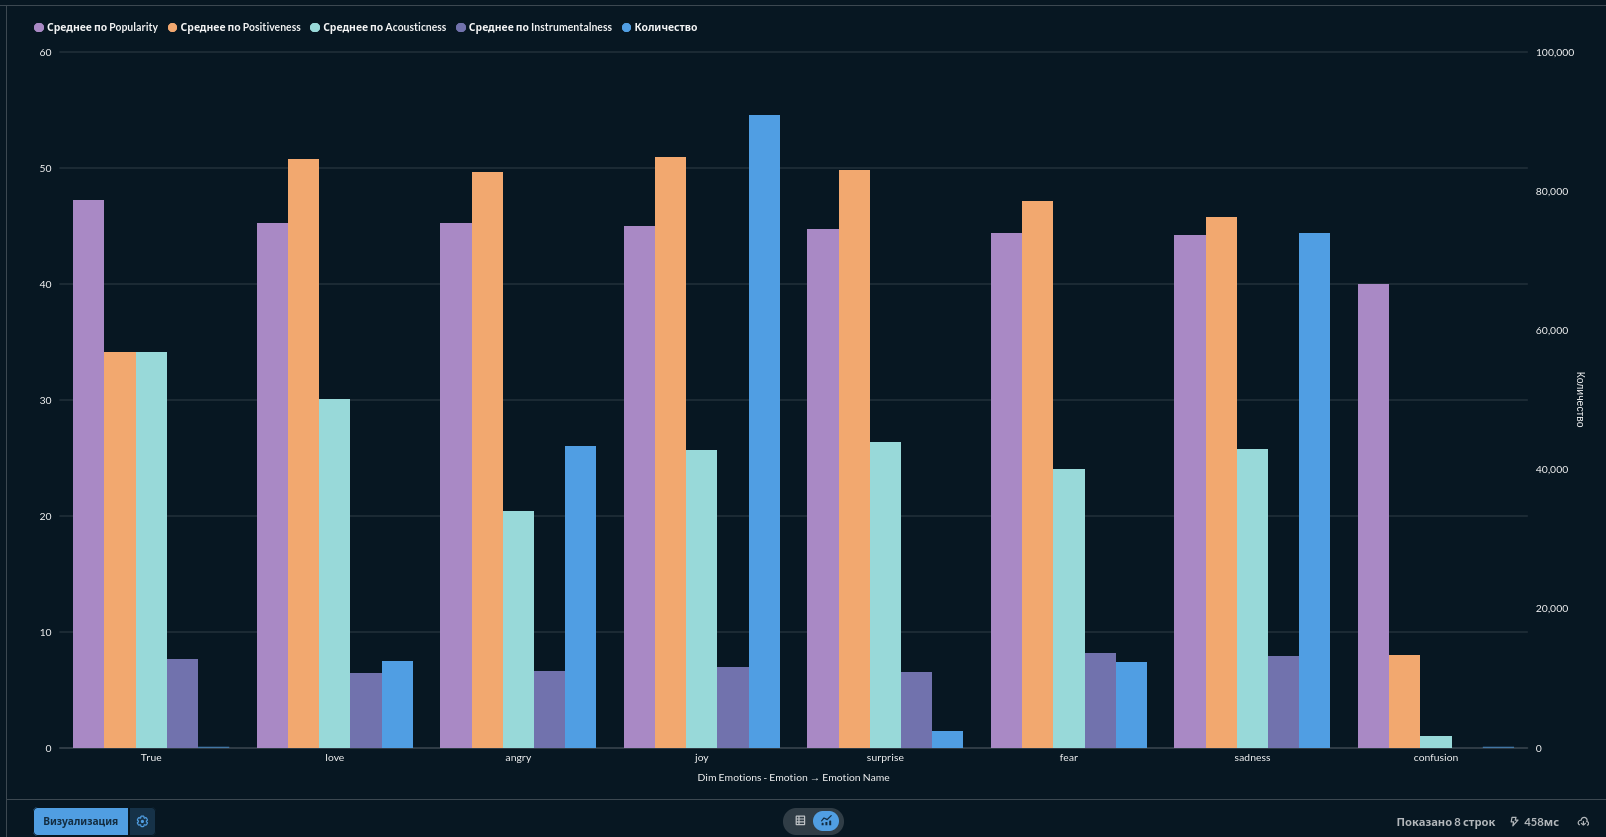 Среднее по Popularity Среднее по Positiveness Среднее по Acousticness Среднее по Instrumentalness Количество
60 100,000
50
80,000
40
60,000
Количество
30
40,000
20
20,000
10
0 0
True love angry joy surprise fear sadness confusion
Dim Emotions - Emotion → Emotion Name
Визуализация Показано 8 строк 458мс